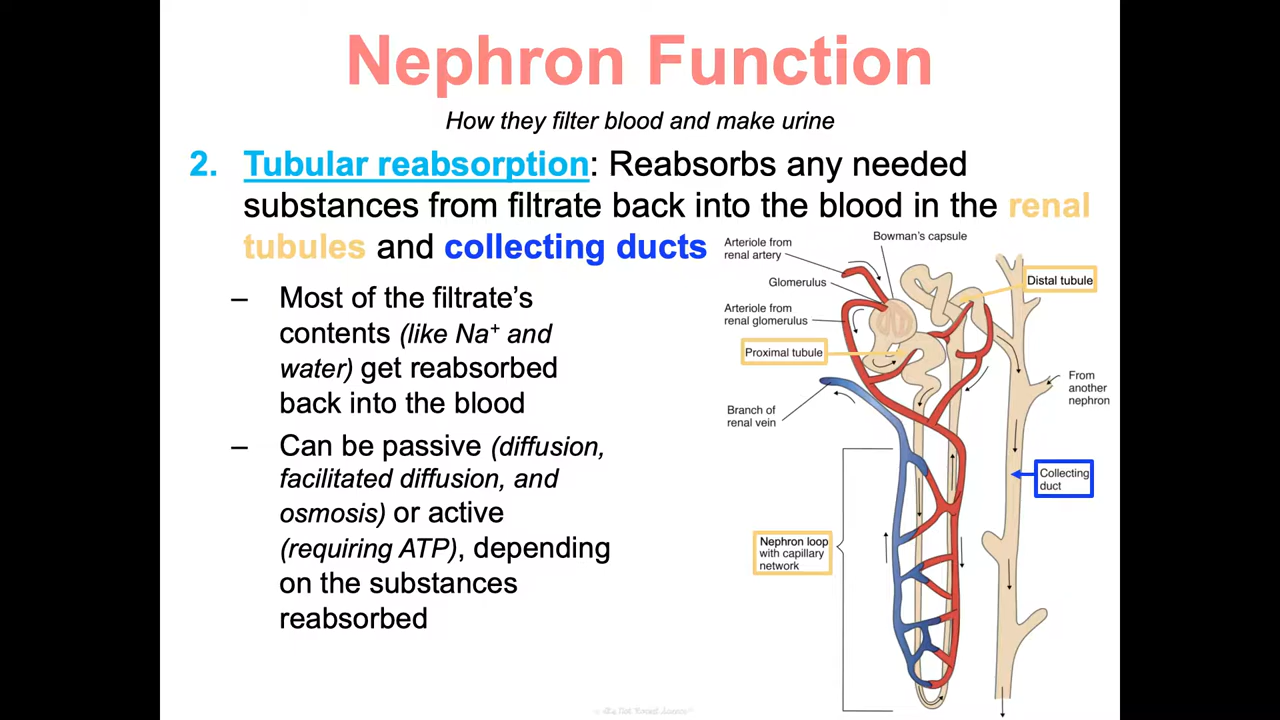 Nephron Function
How they filter blood and make urine
2. Tubular reabsorption: Reabsorbs any needed
substances from filtrate back into the blood in the renal
tubules and collecting ducts
– Most of the filtrate's
contents (like Na⁺ and
water) get reabsorbed
back into the blood
– Can be passive (diffusion,
facilitated diffusion, and
osmosis) or active
(requiring ATP), depending
on the substances
reabsorbed
Arteriole from
renal artery
Bowman's capsule
Glomerulus
Distal tubule
Arteriole from
renal glomerulus
Proximal tubule
From
another
nephron
Branch of
renal vein
Collecting
duct
Nephron loop
with capillary
network